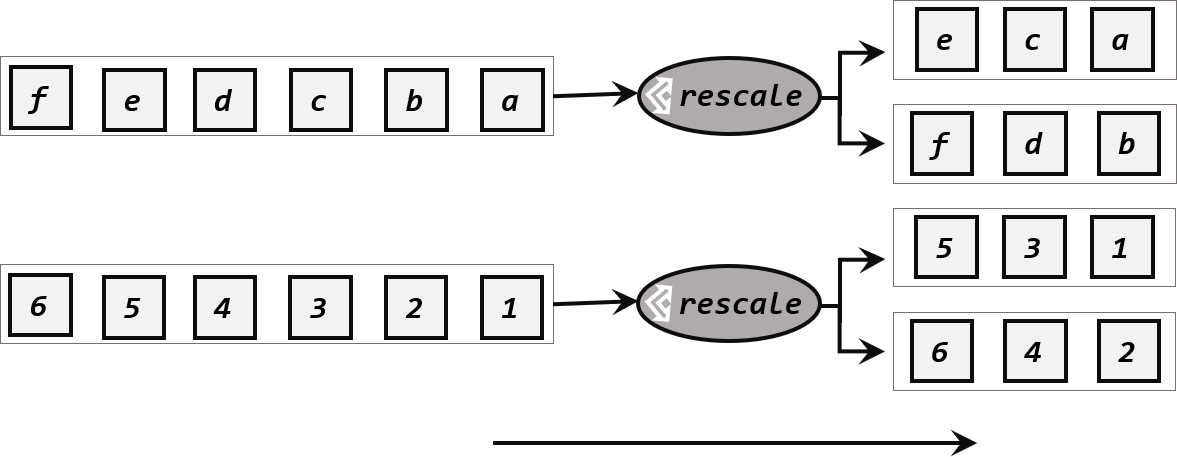 f e d c b a
rescale
e c a
f d b
6 5 4 3 2 1
rescale
5 3 1
6 4 2